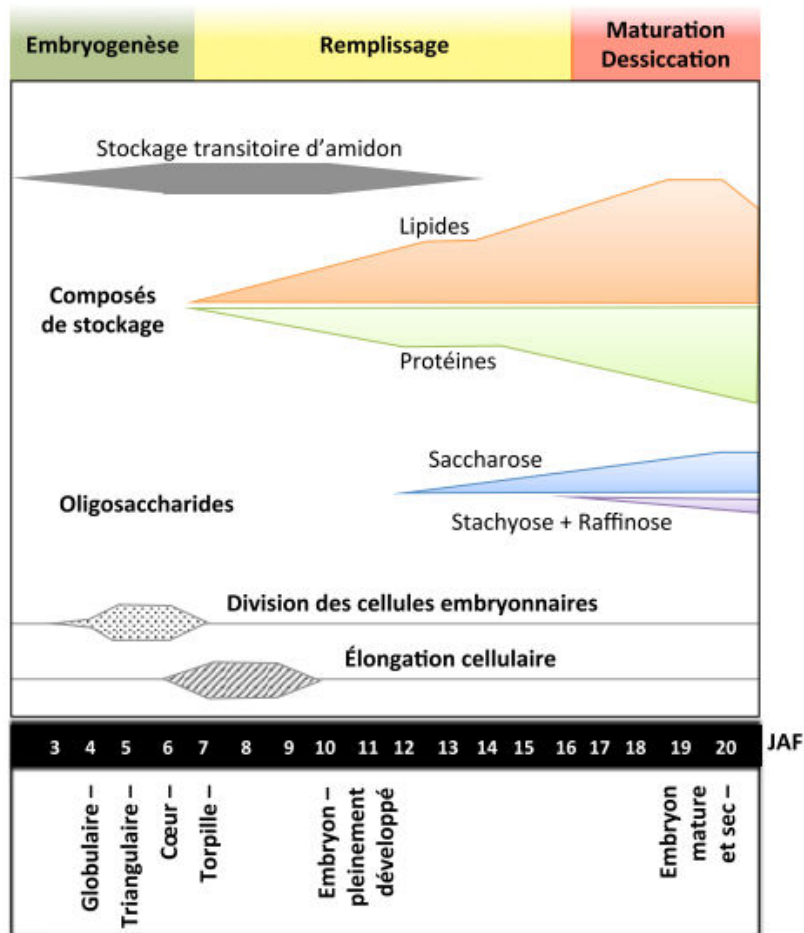 Embryogenèse
Remplissage
Maturation
Dessiccation
Stockage transitoire d'amidon
Lipides
Composés
de stockage
Protéines
Saccharose
Oligosaccharides
Stachyose + Raffinose
Division des cellules embryonnaires
Élongation cellulaire
3 4 5 6 7 8 9 10 11 12 13 14 15 16 17 18 19 20 JAF
Globulaire –
Triangulaire –
Cœur –
Torpille –
Embryon –
pleinement
développé
Embryon
mature
et sec –